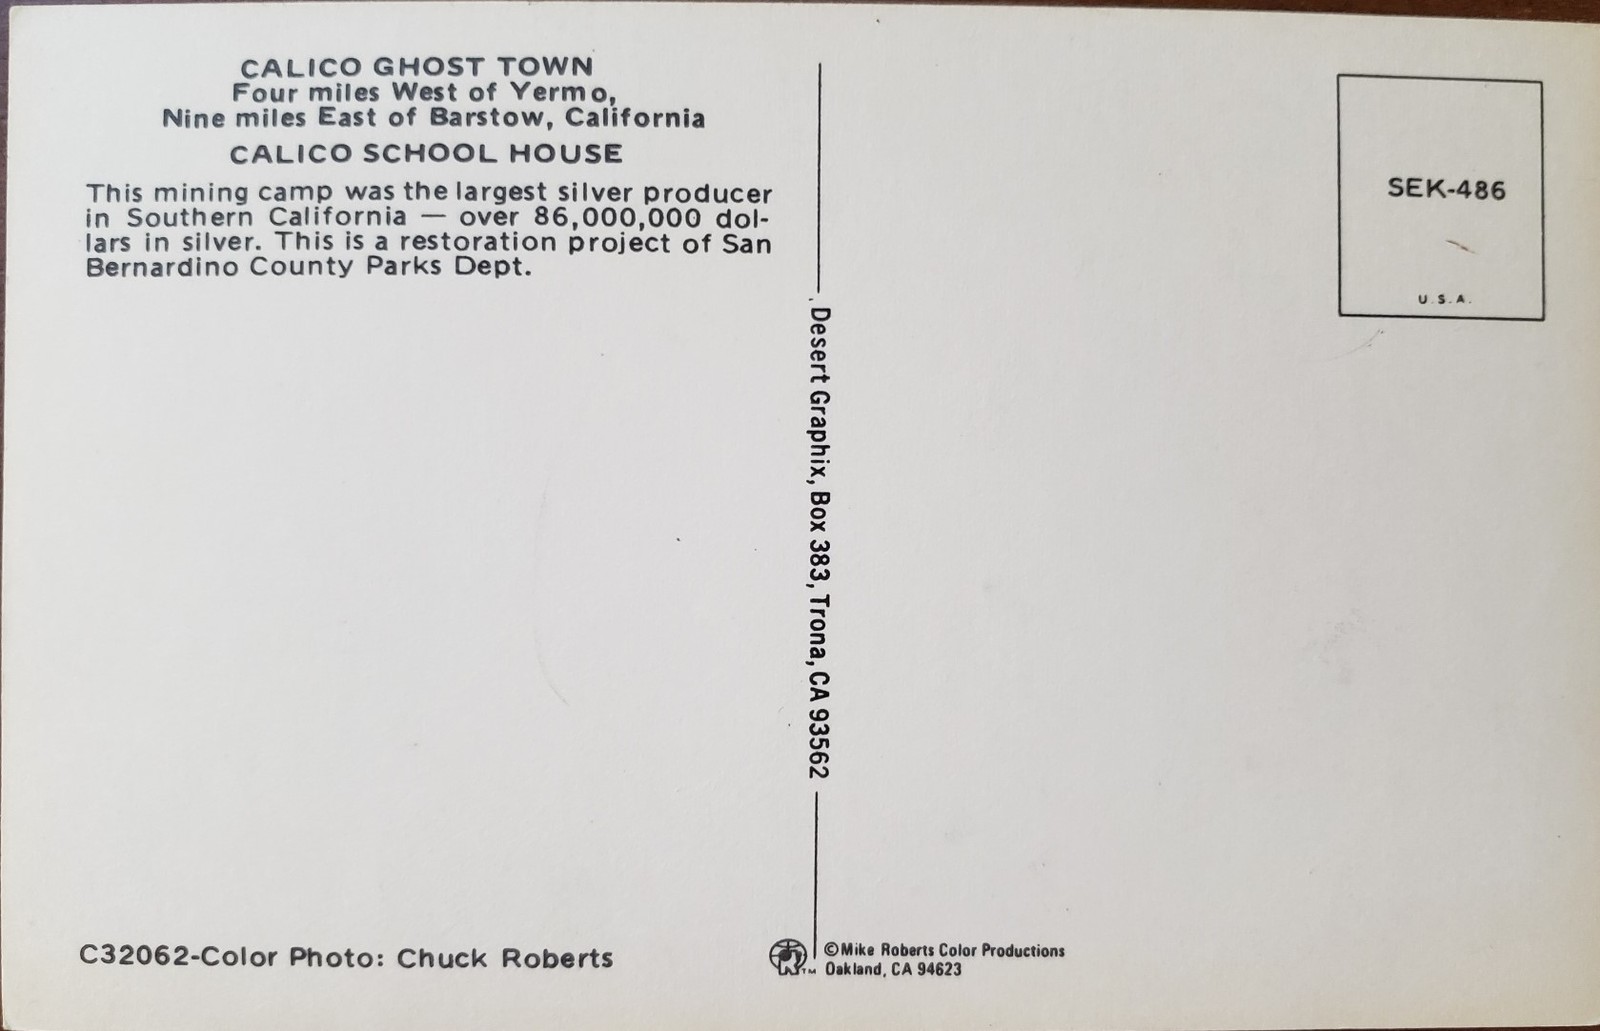 CALICO GHOST TOWN
Four miles West of Yermo,
Nine miles East of Barstow, California
CALICO SCHOOL HOUSE
This mining camp was the largest silver producer
in Southern California — over 86,000,000 dol-
lars in silver. This is a restoration project of San
Bernardino County Parks Dept.
C32062-Color Photo: Chuck Roberts
Desert Graphix, Box 383, Trona, CA 93562
TM
©Mike Roberts Color Productions
Oakland, CA 94623
SEK-486
U.S.A.